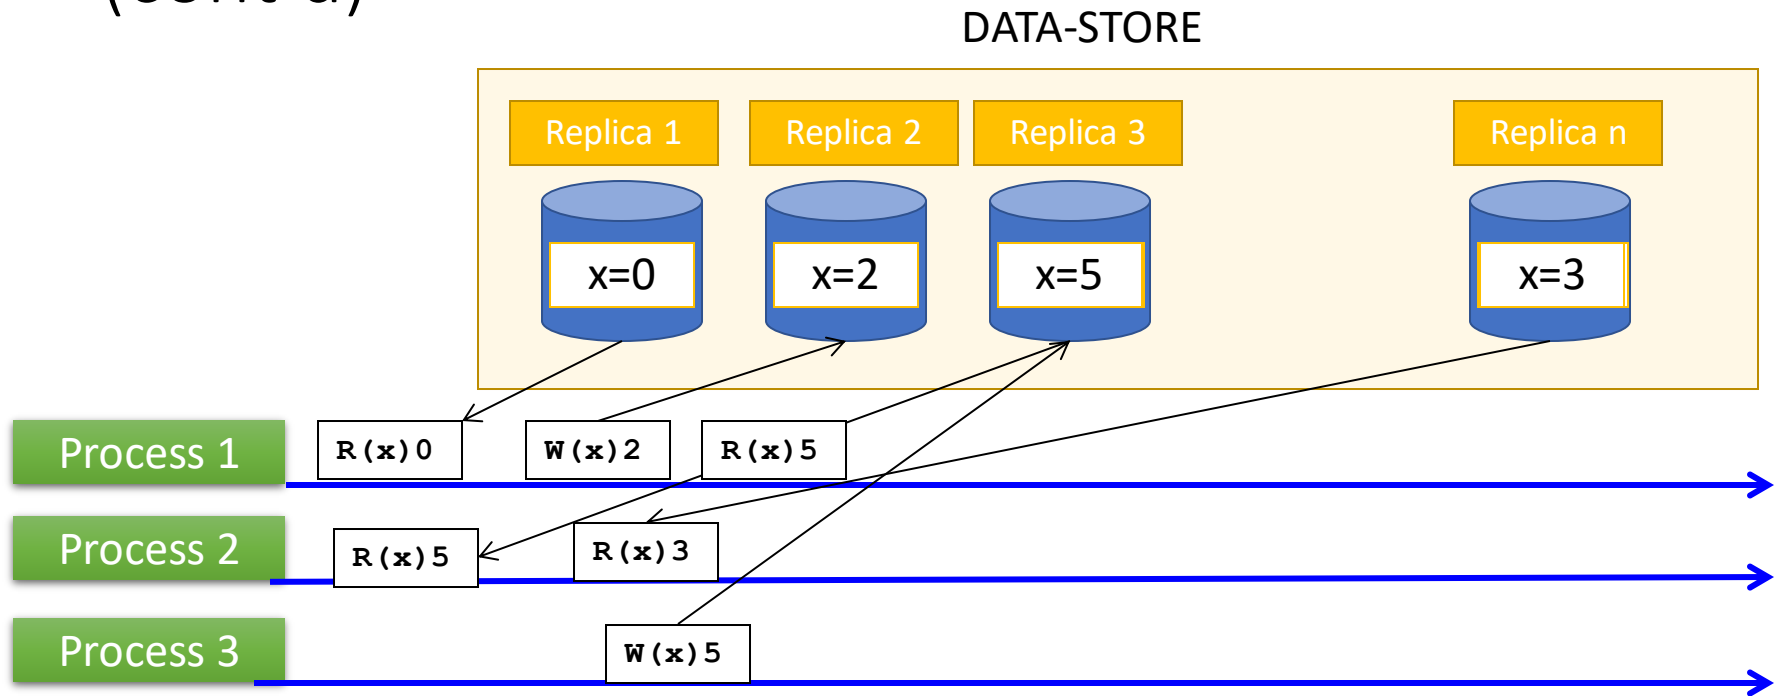 (cont'd)
DATA-STORE
Replica 1 Replica 2 Replica 3 Replica n
x=0 x=2 x=5 x=3
Process 1 R(x)0 W(x)2 R(x)5
Process 2 R(x)5 R(x)3
Process 3 W(x)5